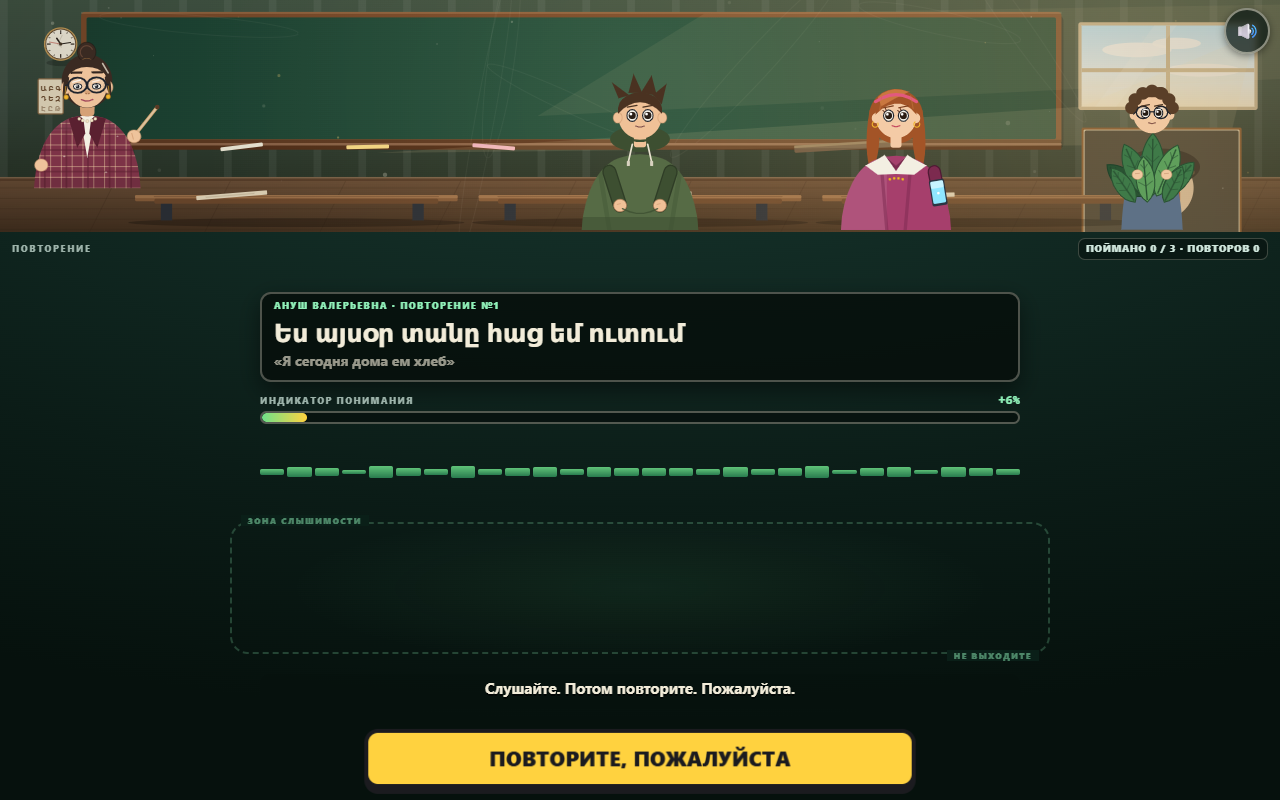 Ա Բ Գ
Դ Ե Զ
Է Ը Թ
ПОВТОРЕНИЕ
ПОЙМАНО 0 / 3 · ПОВТОРОВ 0
АНУШ ВАЛЕРЬЕВНА · ПОВТОРЕНИЕ №1
Ես այսօր տանը հաց եմ ուտում
«Я сегодня дома ем хлеб»
ИНДИКАТОР ПОНИМАНИЯ
+6%
ЗОНА СЛЫШИМОСТИ
НЕ ВЫХОДИТЕ
Слушайте. Потом повторите. Пожалуйста.
ПОВТОРИТЕ, ПОЖАЛУЙСТА